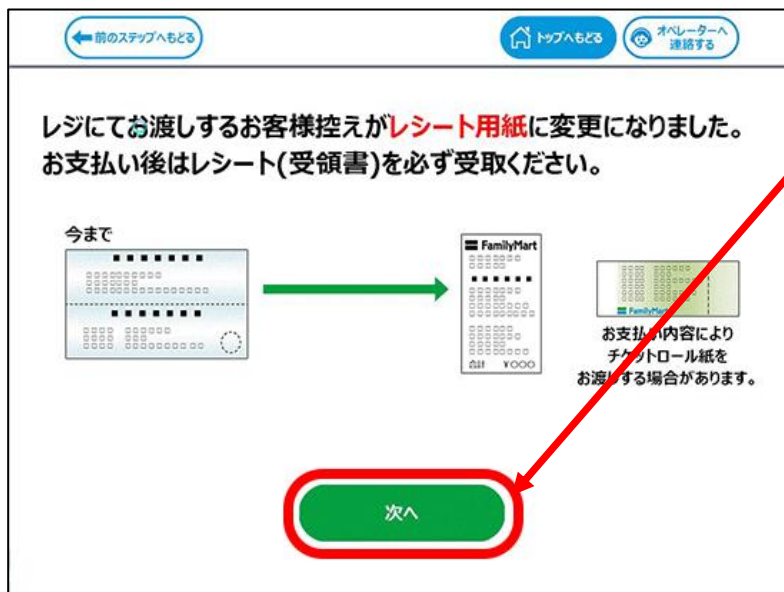 前のステップへもどる
トップへもどる
オペレーターへ
連絡する
レジにてお渡しするお客様控えがレシート用紙に変更になりました。
お支払い後はレシート(受領書)を必ず受取ください。
今まで
FamilyMart
合計 ¥〇〇〇
FamilyMart
お支払い内容により
チケットロール紙を
お渡しする場合があります。
次へ